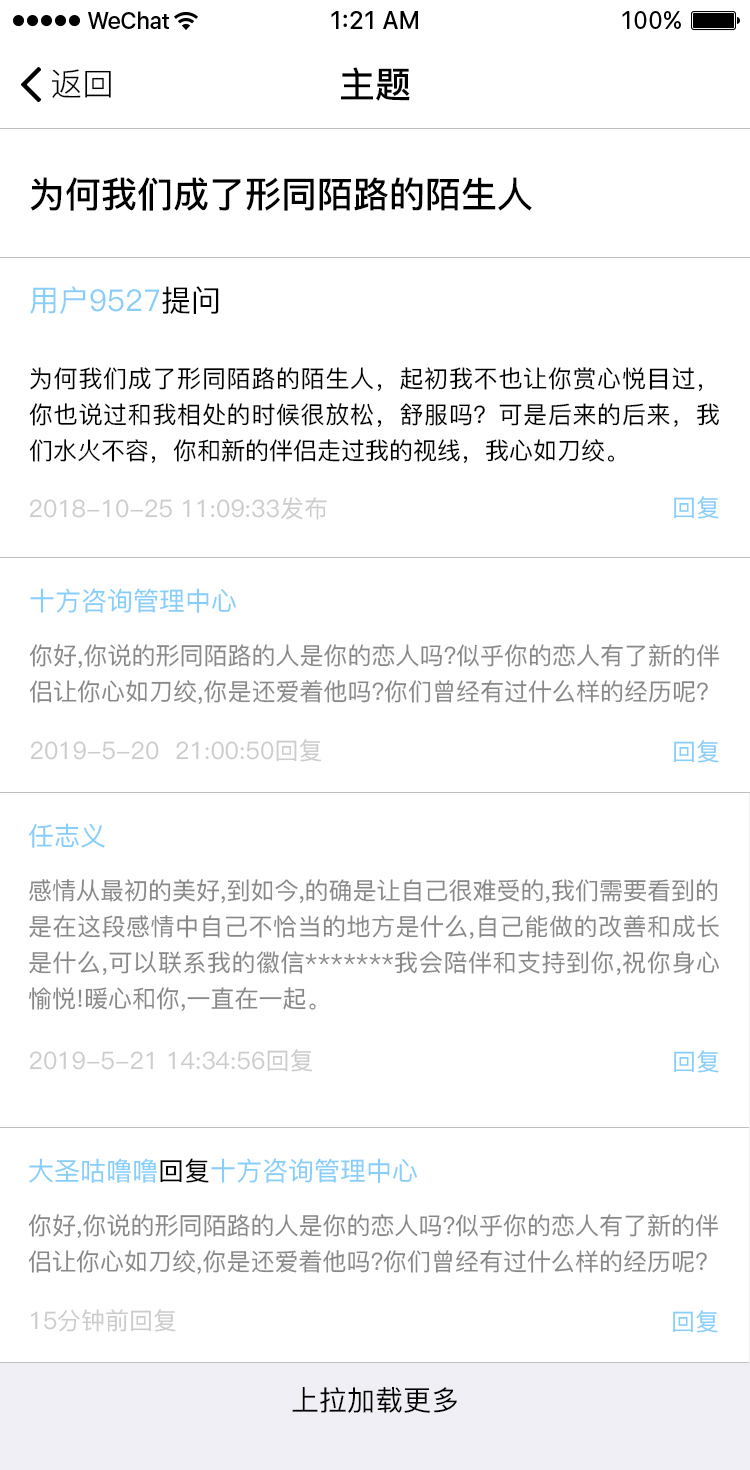 WeChat 1:21 AM 100%
返回 主题
为何我们成了形同陌路的陌生人
用户9527提问
为何我们成了形同陌路的陌生人，起初我不也让你赏心悦目过，
你也说过和我相处的时候很放松，舒服吗？可是后来的后来，我
们水火不容，你和新的伴侣走过我的视线，我心如刀绞。
2018-10-25 11:09:33发布 回复
十方咨询管理中心
你好,你说的形同陌路的人是你的恋人吗?似乎你的恋人有了新的伴
侣让你心如刀绞,你是还爱着他吗?你们曾经有过什么样的经历呢?
2019-5-20 21:00:50回复 回复
任志义
感情从最初的美好,到如今,的确是让自己很难受的,我们需要看到的
是在这段感情中自己不恰当的地方是什么,自己能做的改善和成长
是什么,可以联系我的徽信*******我会陪伴和支持到你,祝你身心
愉悦!暖心和你,一直在一起。
2019-5-21 14:34:56回复 回复
大圣咕噜噜回复十方咨询管理中心
你好,你说的形同陌路的人是你的恋人吗?似乎你的恋人有了新的伴
侣让你心如刀绞,你是还爱着他吗?你们曾经有过什么样的经历呢?
15分钟前回复 回复
上拉加载更多